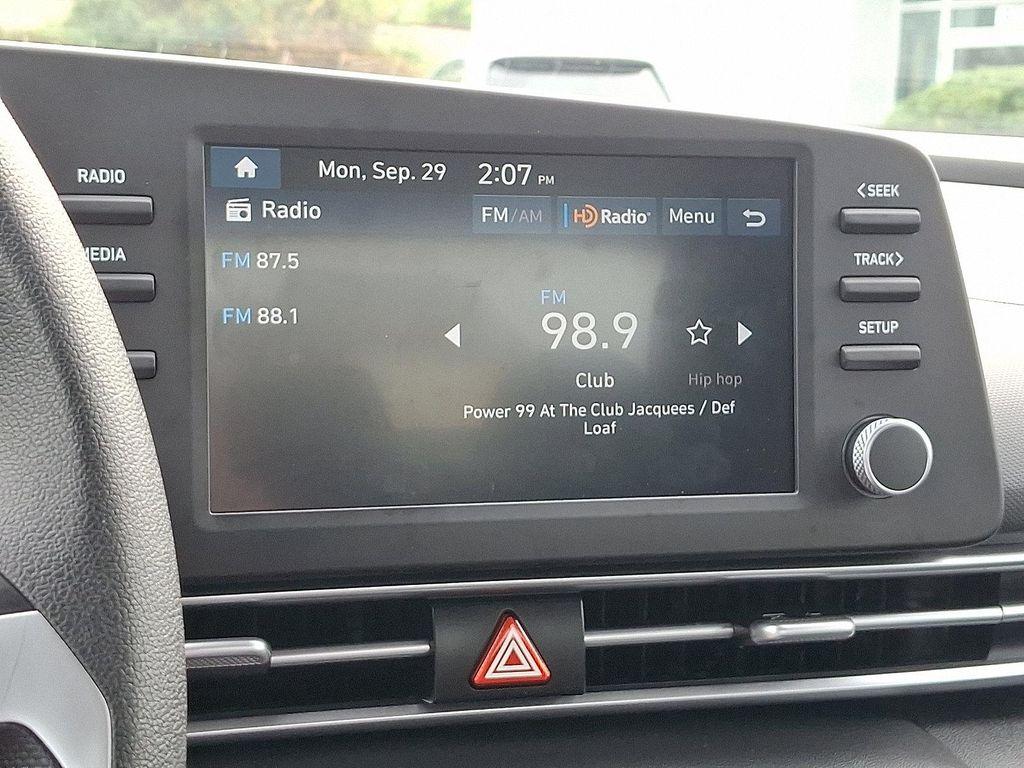 RADIO
MEDIA
Mon, Sep. 29 2:07 PM
Radio FM/AM HD Radio Menu
FM 87.5
FM 88.1
FM
98.9
Club Hip hop
Power 99 At The Club Jacquees / Def
Loaf
<SEEK
TRACK>
SETUP